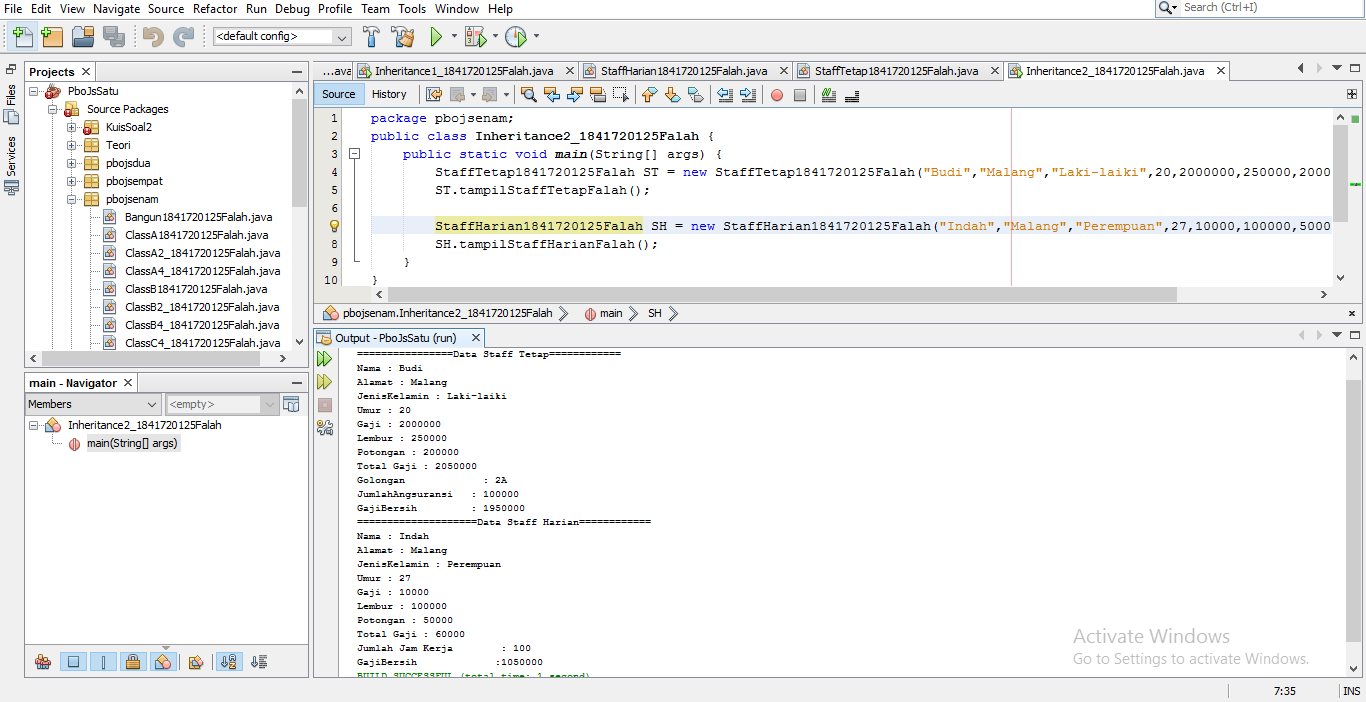 File Edit View Navigate Source Refactor Run Debug Profile Team Tools Window Help
Search (Ctrl+I)
<default config>
Files
Services
Projects
PboJsSatu
Source Packages
KuisSoal2
Teori
pbojsdua
pbojsempat
pbojsenam
Bangun1841720125Falah.java
ClassA1841720125Falah.java
ClassA2_1841720125Falah.java
ClassA4_1841720125Falah.java
ClassB1841720125Falah.java
ClassB2_1841720125Falah.java
ClassB4_1841720125Falah.java
ClassC4_1841720125Falah.java
main - Navigator
Members <empty>
Inheritance2_1841720125Falah
main(String[] args)
...ava Inheritance1_1841720125Falah.java StaffHarian1841720125Falah.java StaffTetap1841720125Falah.java Inheritance2_1841720125Falah.java
Source History
1 package pbojsenam;
2 public class Inheritance2_1841720125Falah {
3 public static void main(String[] args) {
4 StaffTetap1841720125Falah ST = new StaffTetap1841720125Falah("Budi","Malang","Laki-laiki",20,2000000,250000,2000
5 ST.tampilStaffTetapFalah();
6
StaffHarian1841720125Falah SH = new StaffHarian1841720125Falah("Indah","Malang","Perempuan",27,10000,100000,5000
8 SH.tampilStaffHarianFalah();
9 }
10 }
pbojsenam.Inheritance2_1841720125Falah main SH
Output - PboJsSatu (run)
================Data Staff Tetap============
Nama : Budi
Alamat : Malang
JenisKelamin : Laki-laiki
Umur : 20
Gaji : 2000000
Lembur : 250000
Potongan : 200000
Total Gaji : 2050000
Golongan : 2A
JumlahAngsuransi : 100000
GajiBersih : 1950000
====================Data Staff Harian============
Nama : Indah
Alamat : Malang
JenisKelamin : Perempuan
Umur : 27
Gaji : 10000
Lembur : 100000
Potongan : 50000
Total Gaji : 60000
Jumlah Jam Kerja : 100
GajiBersih :1050000
BUILD SUCCESSFUL (total time: 1 second)
Activate Windows
Go to Settings to activate Windows.
7:35 INS